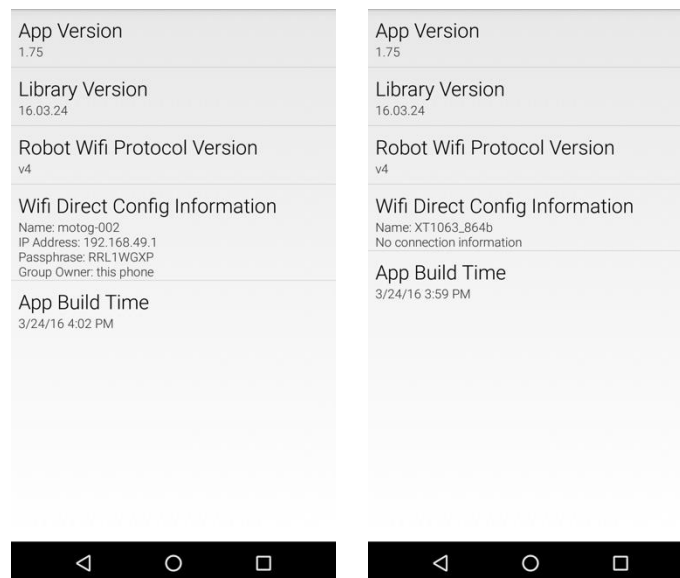 App Version
1.75
Library Version
16.03.24
Robot Wifi Protocol Version
v4
Wifi Direct Config Information
Name: motog-002
IP Address: 192.168.49.1
Passphrase: RRL1WGXP
Group Owner: this phone
App Build Time
3/24/16 4:02 PM
App Version
1.75
Library Version
16.03.24
Robot Wifi Protocol Version
v4
Wifi Direct Config Information
Name: XT1063_864b
No connection information
App Build Time
3/24/16 3:59 PM